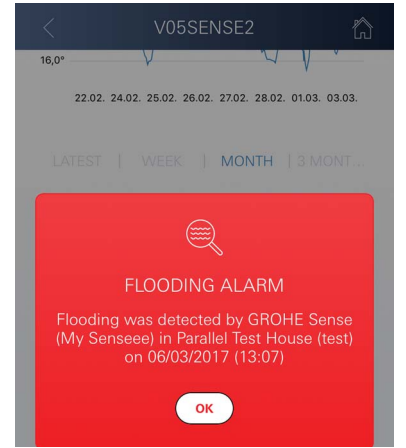 V05SENSE2
16,0°
22.02. 24.02. 25.02. 26.02. 27.02. 28.02. 01.03. 03.03.
LATEST | WEEK | MONTH | 3 MONT...
FLOODING ALARM
Flooding was detected by GROHE Sense
(My Senseee) in Parallel Test House (test)
on 06/03/2017 (13:07)
OK